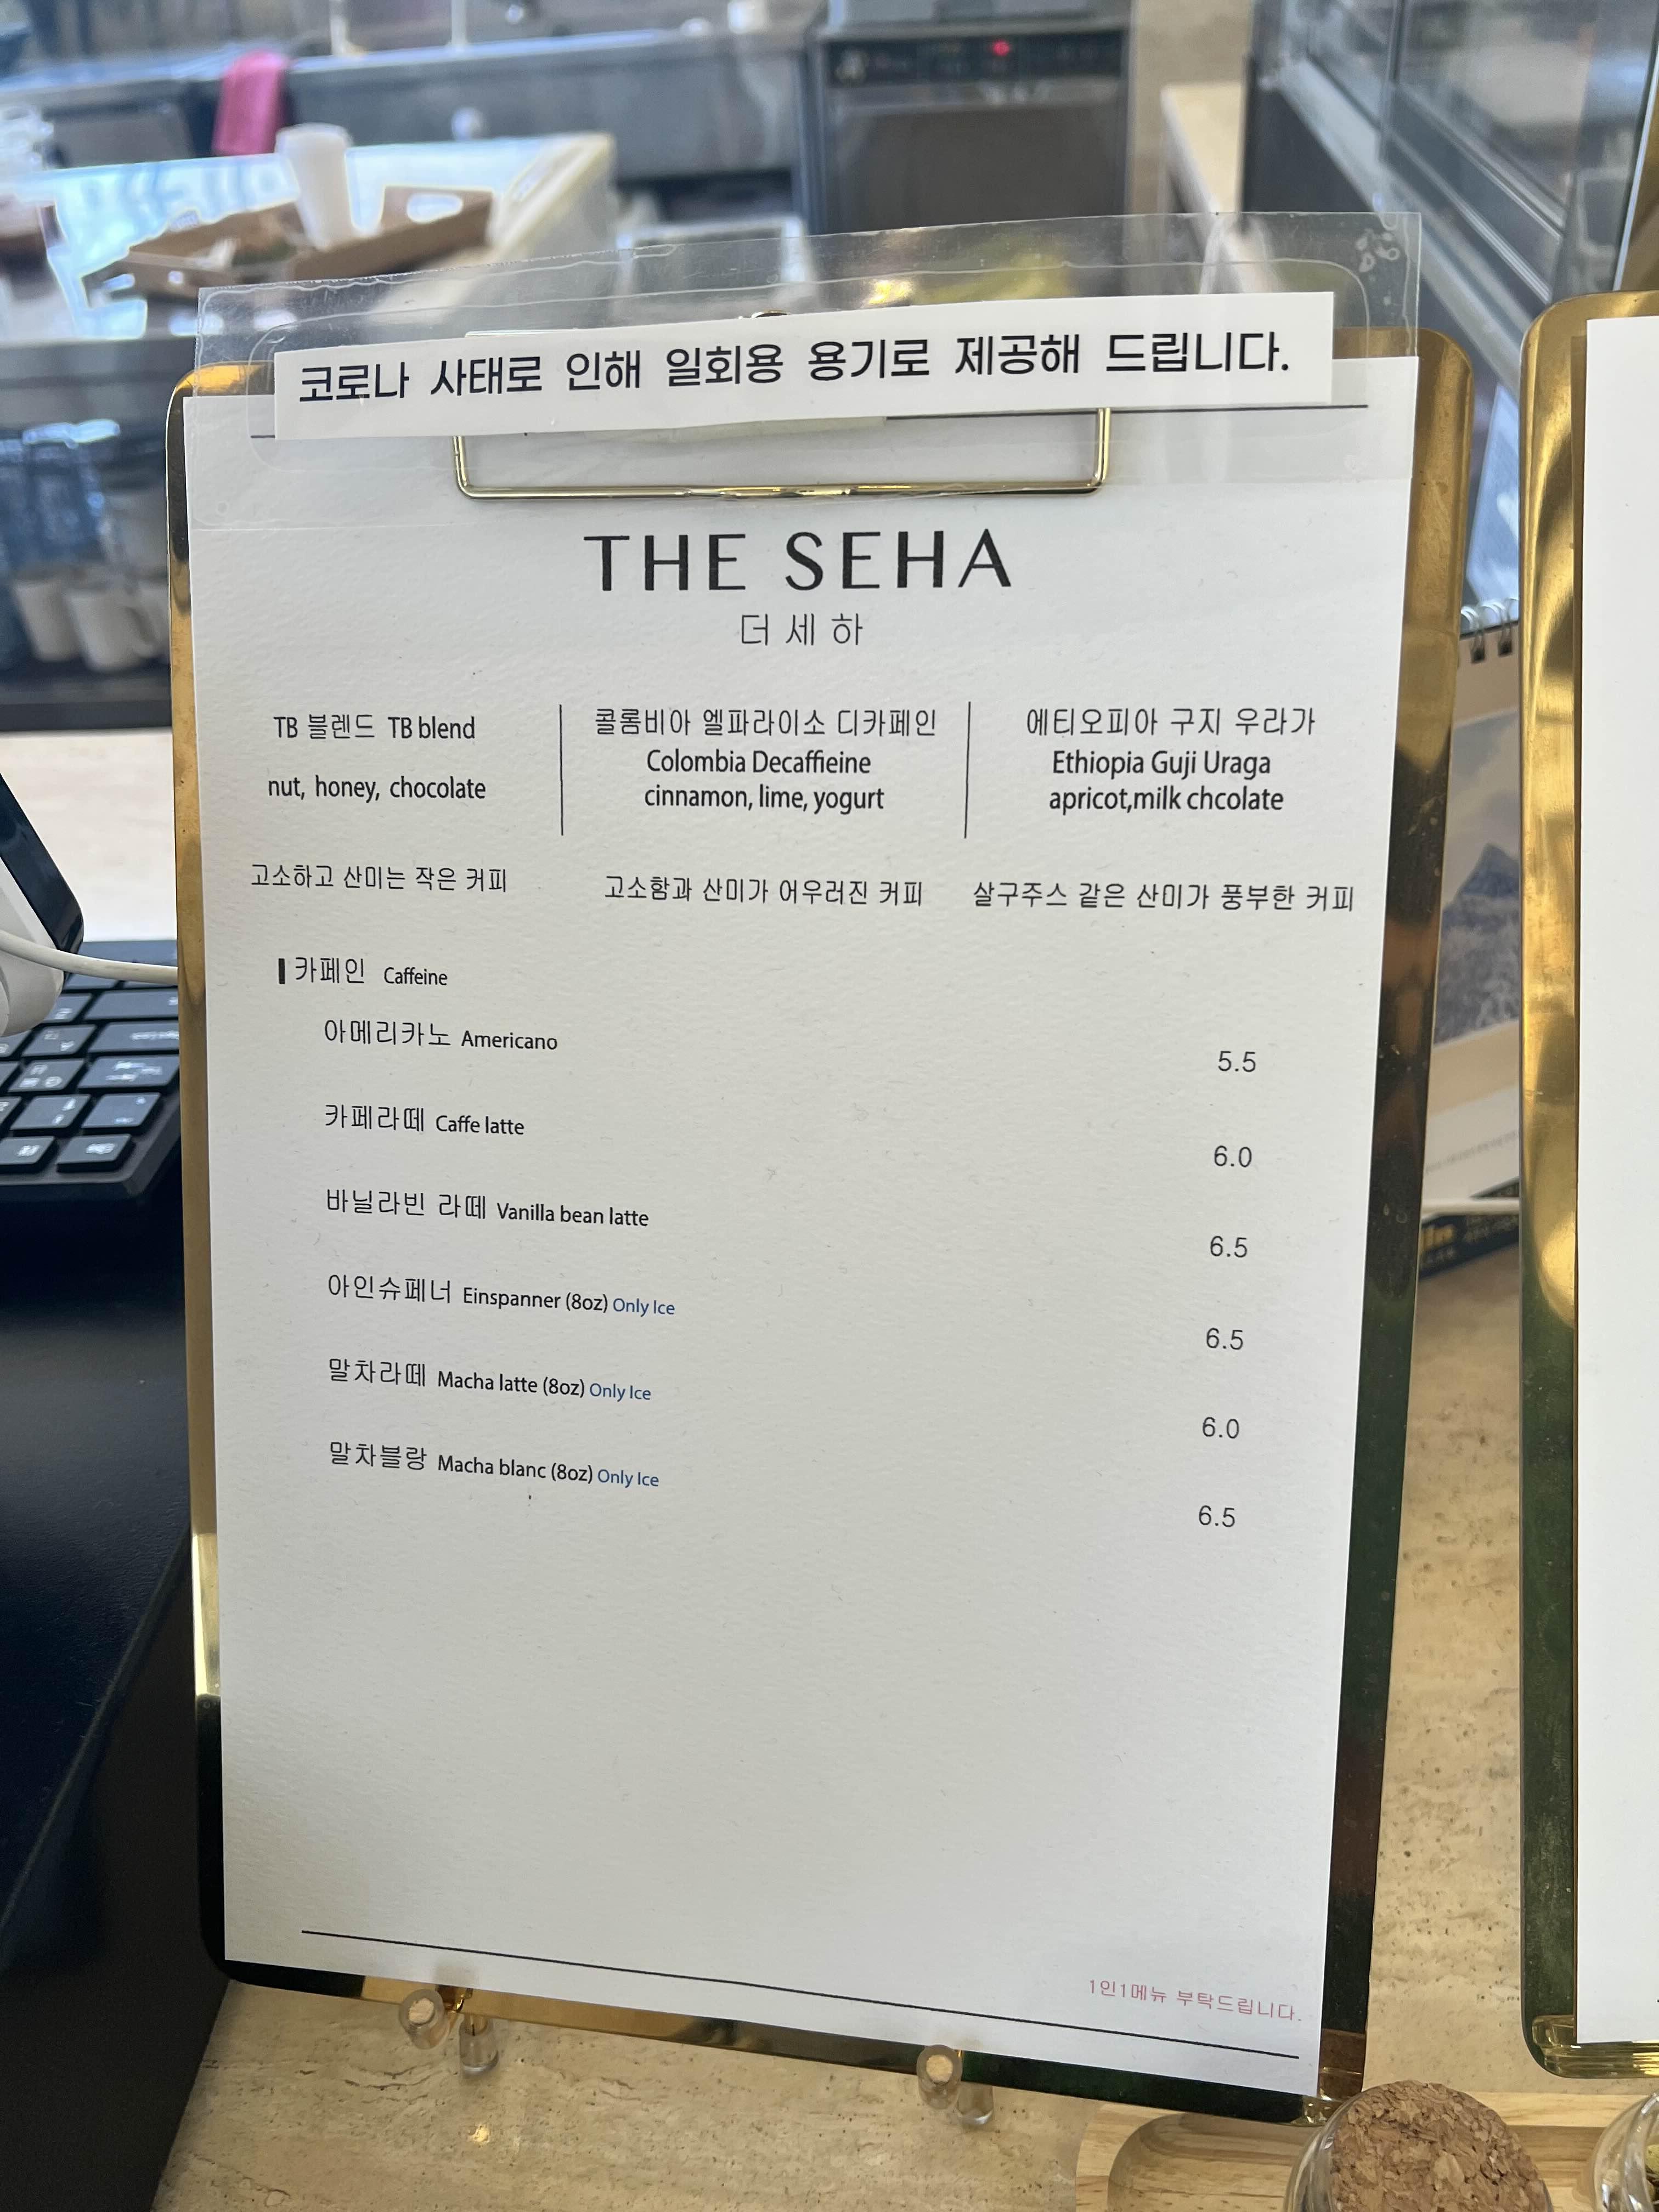 코로나 사태로 인해 일회용 용기로 제공해 드립니다.
THE SEHA
더세하
TB 블렌드 TB blend
nut, honey, chocolate
콜롬비아 엘파라이소 디카페인
Colombia Decaffieine
cinnamon, lime, yogurt
에티오피아 구지 우라가
Ethiopia Guji Uraga
apricot,milk chcolate
고소하고 산미는 작은 커피
고소함과 산미가 어우러진 커피
살구주스 같은 산미가 풍부한 커피
카페인 Caffeine
아메리카노 Americano 5.5
카페라떼 Caffe latte 6.0
바닐라빈 라떼 Vanilla bean latte 6.5
아인슈페너 Einspanner (8oz) Only Ice 6.5
말차라떼 Macha latte (8oz) Only Ice 6.0
말차블랑 Macha blanc (8oz) Only Ice 6.5
1인1메뉴 부탁드립니다.